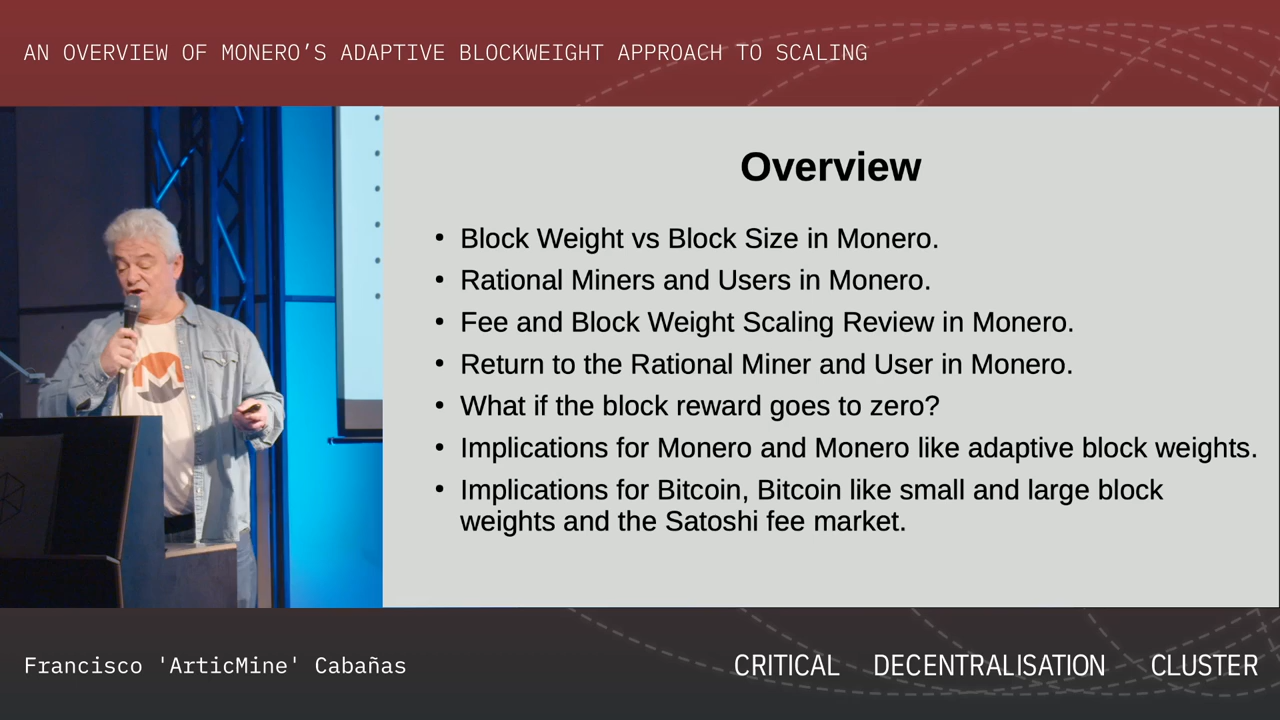 AN OVERVIEW OF MONERO’S ADAPTIVE BLOCKWEIGHT APPROACH TO SCALING
Overview
• Block Weight vs Block Size in Monero.
• Rational Miners and Users in Monero.
• Fee and Block Weight Scaling Review in Monero.
• Return to the Rational Miner and User in Monero.
• What if the block reward goes to zero?
• Implications for Monero and Monero like adaptive block weights.
• Implications for Bitcoin, Bitcoin like small and large block
weights and the Satoshi fee market.
Francisco 'ArticMine' Cabañas
CRITICAL DECENTRALISATION CLUSTER